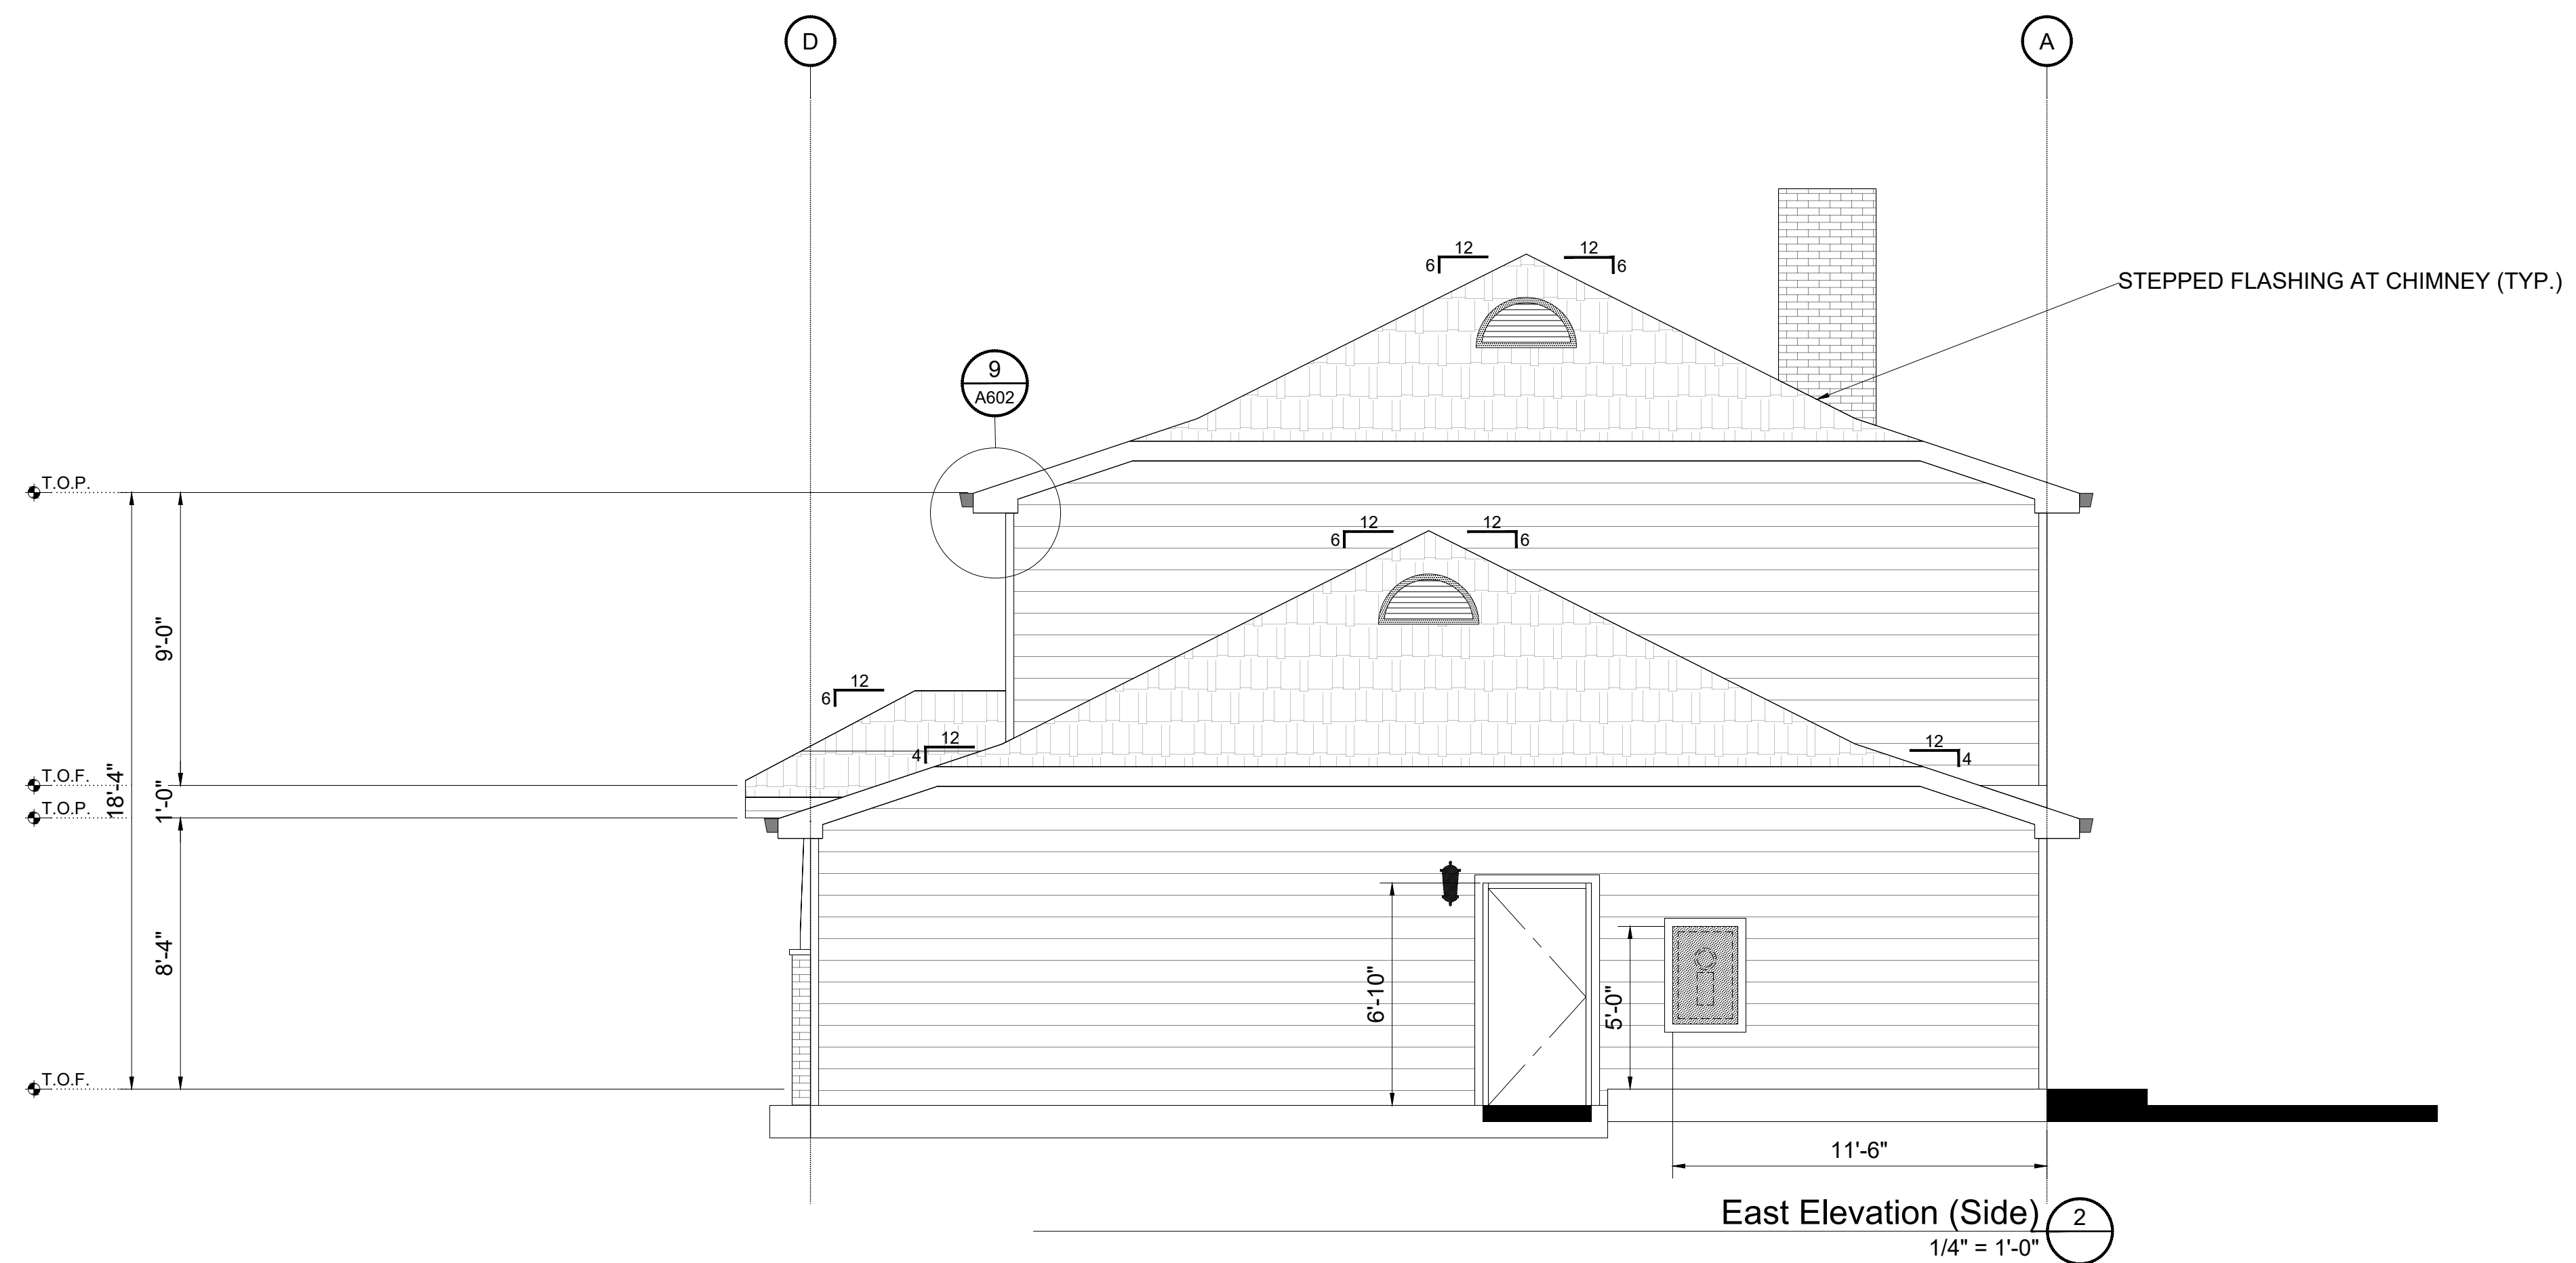 D
A
12
12
6
6
STEPPED FLASHING AT CHIMNEY (TYP.)
9
A602
T.O.P.
12
12
6
6
9'-0"
12
6
12
4
12
4
T.O.F.
18'-4"
1'-0"
T.O.P.
8'-4"
6'-10"
5'-0"
T.O.F.
11'-6"
East Elevation (Side)
2
1/4" = 1'-0"